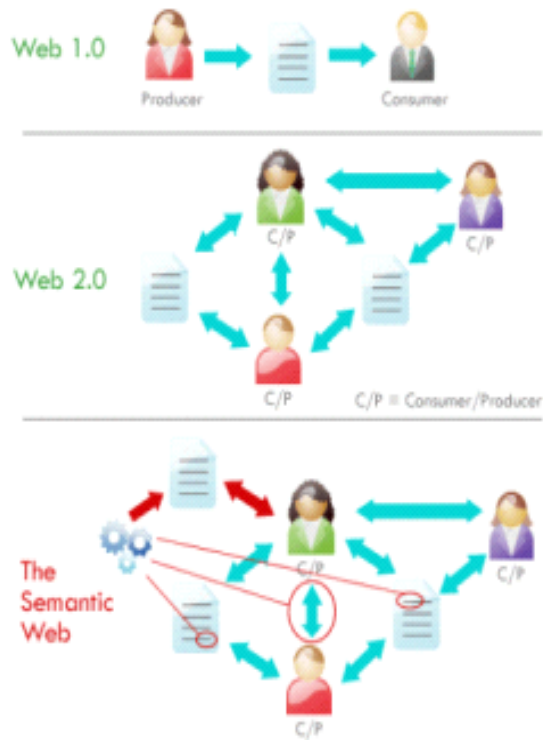 Web 1.0
Producer
Consumer
C/P
C/P
Web 2.0
C/P
C/P = Consumer/Producer
C/P
C/P
The
Semantic
Web
C/P